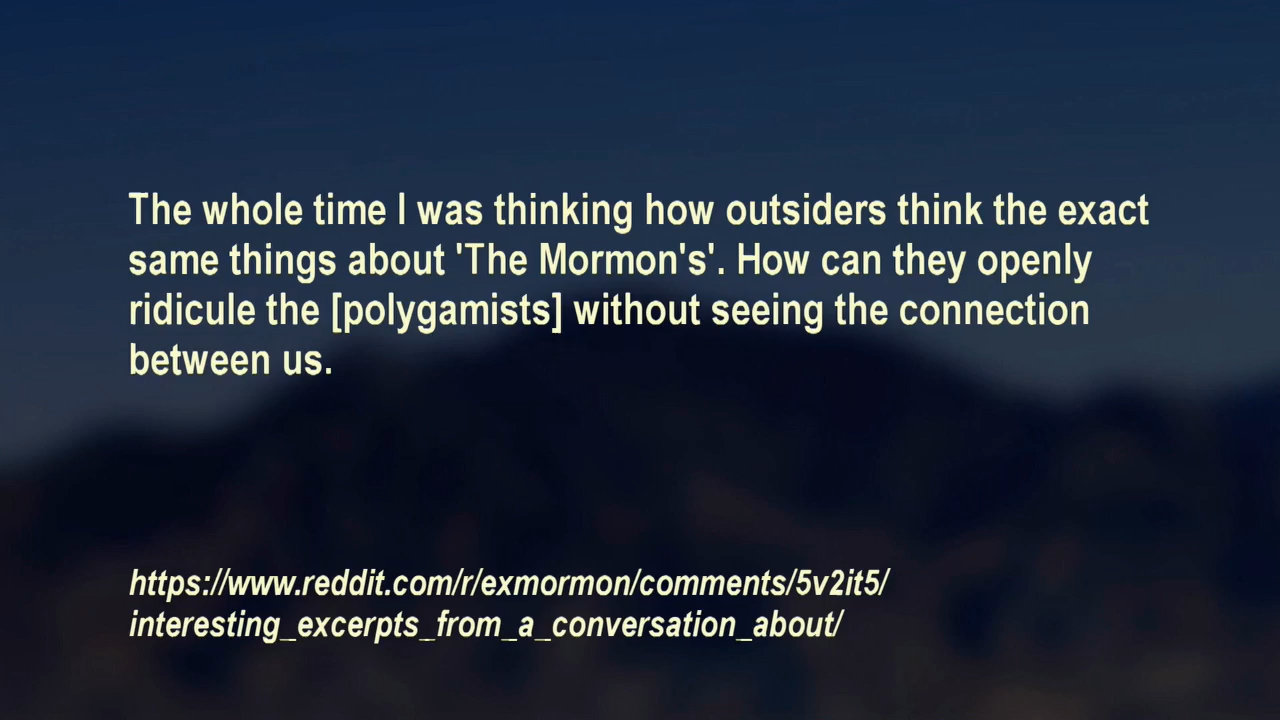 The whole time I was thinking how outsiders think the exact
same things about 'The Mormon's'. How can they openly
ridicule the [polygamists] without seeing the connection
between us.
https://www.reddit.com/r/exmormon/comments/5v2it5/
interesting_excerpts_from_a_conversation_about/